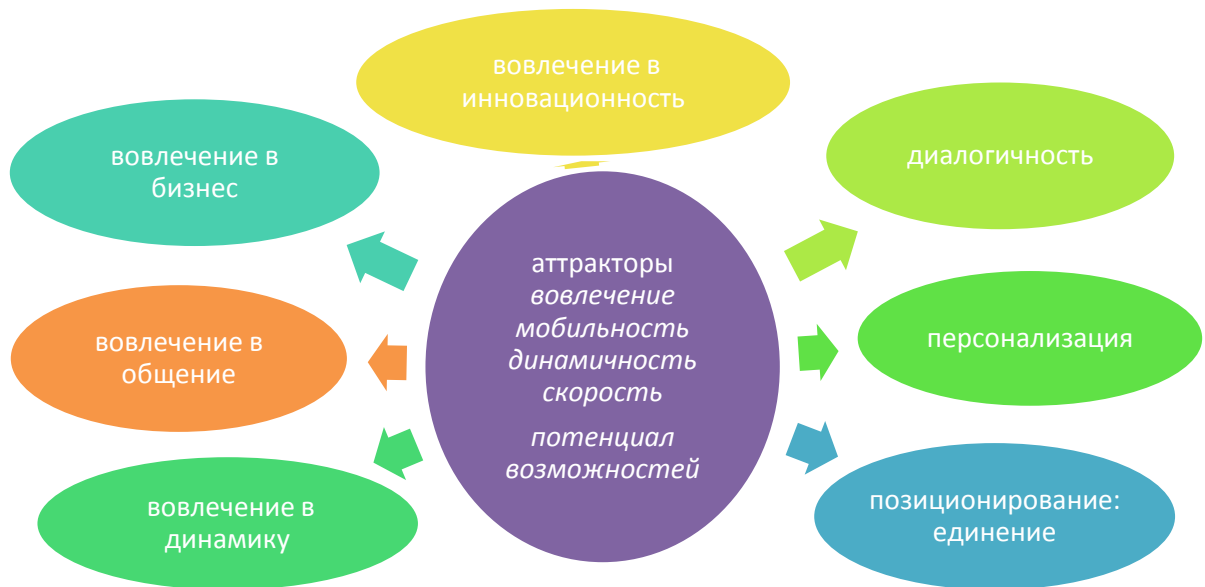 вовлечение в
инновационность
вовлечение в
бизнес
диалогичность
аттракторы
вовлечение
мобильность
динамичность
скорость
потенциал
возможностей
вовлечение в
общение
персонализация
вовлечение в
динамику
позиционирование:
единение